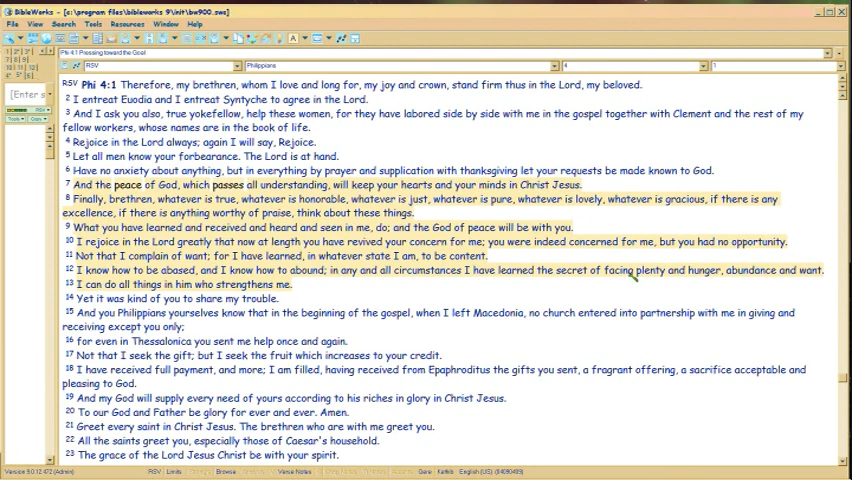 BibleWorks - [c:\program files\bibleworks 9\init\bw900.sws]
File View Search Tools Resources Window Help
Phi 4:1 Pressing toward the Goal
RSV Philippians 4 1
RSV Phi 4:1 Therefore, my brethren, whom I love and long for, my joy and crown, stand firm thus in the Lord, my beloved.
2 I entreat Euodia and I entreat Syntyche to agree in the Lord.
3 And I ask you also, true yokefellow, help these women, for they have labored side by side with me in the gospel together with Clement and the rest of my
fellow workers, whose names are in the book of life.
4 Rejoice in the Lord always; again I will say, Rejoice.
5 Let all men know your forbearance. The Lord is at hand.
6 Have no anxiety about anything, but in everything by prayer and supplication with thanksgiving let your requests be made known to God.
7 And the peace of God, which passes all understanding, will keep your hearts and your minds in Christ Jesus.
8 Finally, brethren, whatever is true, whatever is honorable, whatever is just, whatever is pure, whatever is lovely, whatever is gracious, if there is any
excellence, if there is anything worthy of praise, think about these things.
9 What you have learned and received and heard and seen in me, do; and the God of peace will be with you.
10 I rejoice in the Lord greatly that now at length you have revived your concern for me; you were indeed concerned for me, but you had no opportunity.
11 Not that I complain of want; for I have learned, in whatever state I am, to be content.
12 I know how to be abased, and I know how to abound; in any and all circumstances I have learned the secret of facing plenty and hunger, abundance and want.
13 I can do all things in him who strengthens me.
14 Yet it was kind of you to share my trouble.
15 And you Philippians yourselves know that in the beginning of the gospel, when I left Macedonia, no church entered into partnership with me in giving and
receiving except you only;
16 for even in Thessalonica you sent me help once and again.
17 Not that I seek the gift; but I seek the fruit which increases to your credit.
18 I have received full payment, and more; I am filled, having received from Epaphroditus the gifts you sent, a fragrant offering, a sacrifice acceptable and
pleasing to God.
19 And my God will supply every need of yours according to his riches in glory in Christ Jesus.
20 To our God and Father be glory for ever and ever. Amen.
21 Greet every saint in Christ Jesus. The brethren who are with me greet you.
22 All the saints greet you, especially those of Caesar's household.
23 The grace of the Lord Jesus Christ be with your spirit.
[Enter s
RSV
Tools Copy
RSV Limits Browse Verse Notes English (US)